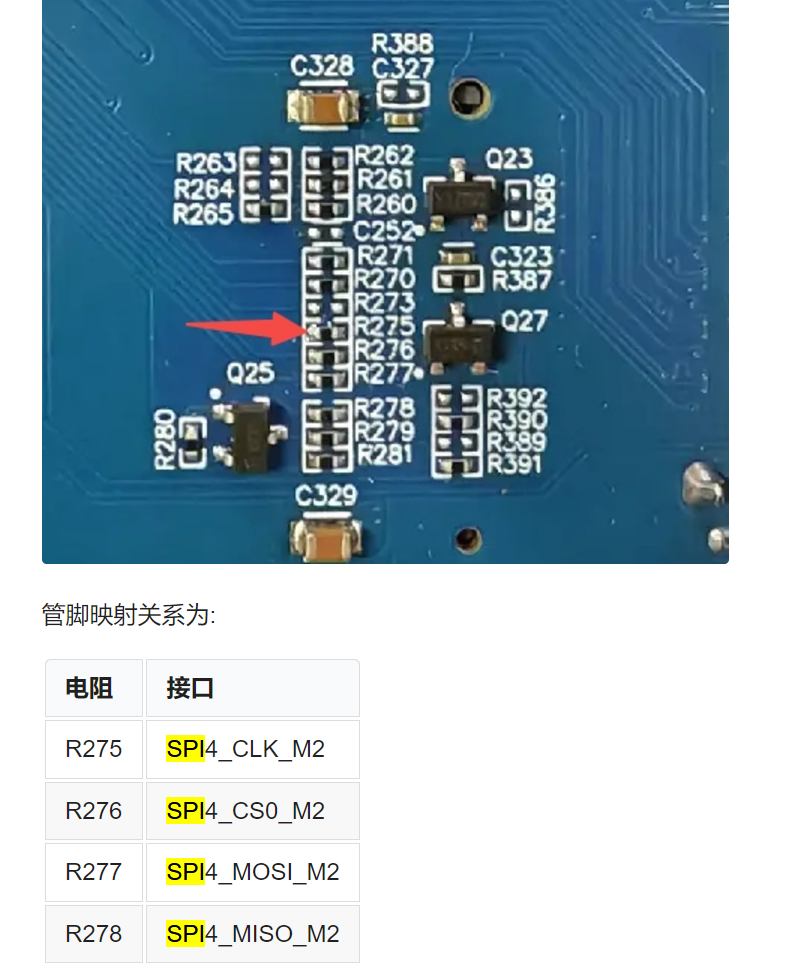 R388
C328 C327
R263 R262 Q23
R264 R261
R265 R260 R386
C252
R271 C323
R270 R387
R273
R275 Q27
R276
Q25 R277
R278 R392
R280 R279 R390
R281 R389
R391
C329
管脚映射关系为:
电阻 接口
R275 SPI4_CLK_M2
R276 SPI4_CS0_M2
R277 SPI4_MOSI_M2
R278 SPI4_MISO_M2